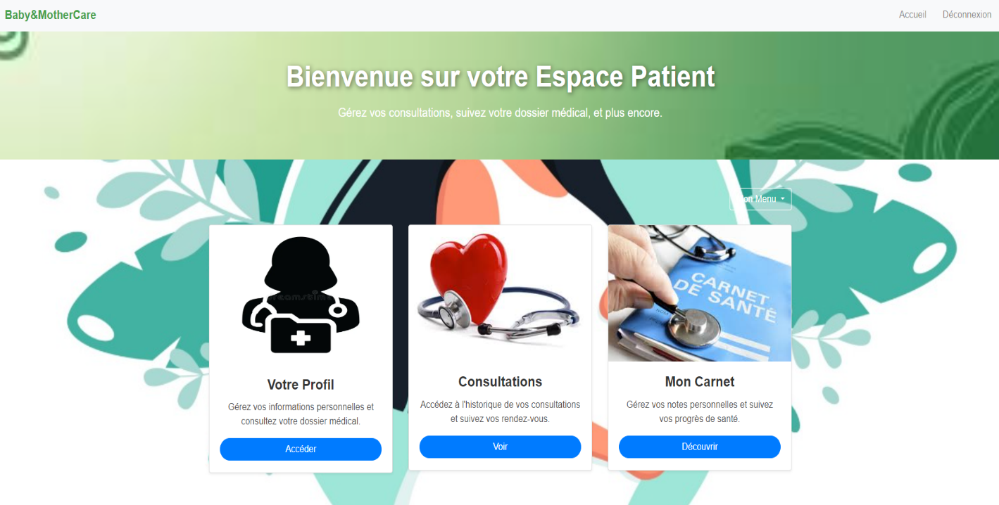 Baby&MotherCare
Accueil
Déconnexion
Bienvenue sur votre Espace Patient
Gérez vos consultations, suivez votre dossier médical, et plus encore.
Menu
dreamstime
CARNET
DE SANTÉ
NOM
Votre Profil
Gérez vos informations personnelles et
consultez votre dossier médical.
Accéder
Consultations
Accédez à l'historique de vos consultations
et suivez vos rendez-vous.
Voir
Mon Carnet
Gérez vos notes personnelles et suivez
vos progrès de santé.
Découvrir